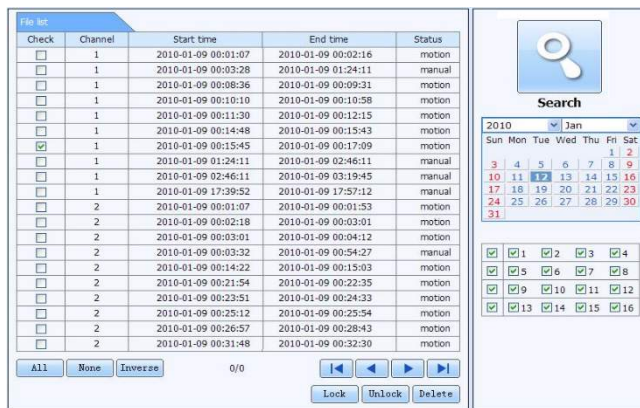 File list
Check Channel Start time End time Status
1 2010-01-09 00:01:07 2010-01-09 00:02:16 motion
1 2010-01-09 00:03:28 2010-01-09 01:24:11 manual
1 2010-01-09 00:08:36 2010-01-09 00:09:31 motion
1 2010-01-09 00:10:10 2010-01-09 00:10:58 motion
1 2010-01-09 00:11:30 2010-01-09 00:12:15 motion
1 2010-01-09 00:14:48 2010-01-09 00:15:43 motion
1 2010-01-09 00:15:45 2010-01-09 00:17:09 motion
1 2010-01-09 01:24:11 2010-01-09 02:46:11 manual
1 2010-01-09 02:46:11 2010-01-09 03:19:45 manual
1 2010-01-09 17:39:52 2010-01-09 17:57:12 manual
2 2010-01-09 00:01:07 2010-01-09 00:01:53 motion
2 2010-01-09 00:02:18 2010-01-09 00:03:01 motion
2 2010-01-09 00:03:01 2010-01-09 00:04:12 motion
2 2010-01-09 00:03:32 2010-01-09 00:54:27 manual
2 2010-01-09 00:14:22 2010-01-09 00:15:03 motion
2 2010-01-09 00:21:54 2010-01-09 00:22:35 motion
2 2010-01-09 00:23:51 2010-01-09 00:24:33 motion
2 2010-01-09 00:25:12 2010-01-09 00:25:54 motion
2 2010-01-09 00:26:57 2010-01-09 00:28:43 motion
2 2010-01-09 00:31:48 2010-01-09 00:32:30 motion
All None Inverse 0/0
Lock Unlock Delete
Search
2010 Jan
Sun Mon Tue Wed Thu Fri Sat
1 2
3 4 5 6 7 8 9
10 11 12 13 14 15 16
17 18 19 20 21 22 23
24 25 26 27 28 29 30
31
1 2 3 4
5 6 7 8
9 10 11 12
13 14 15 16